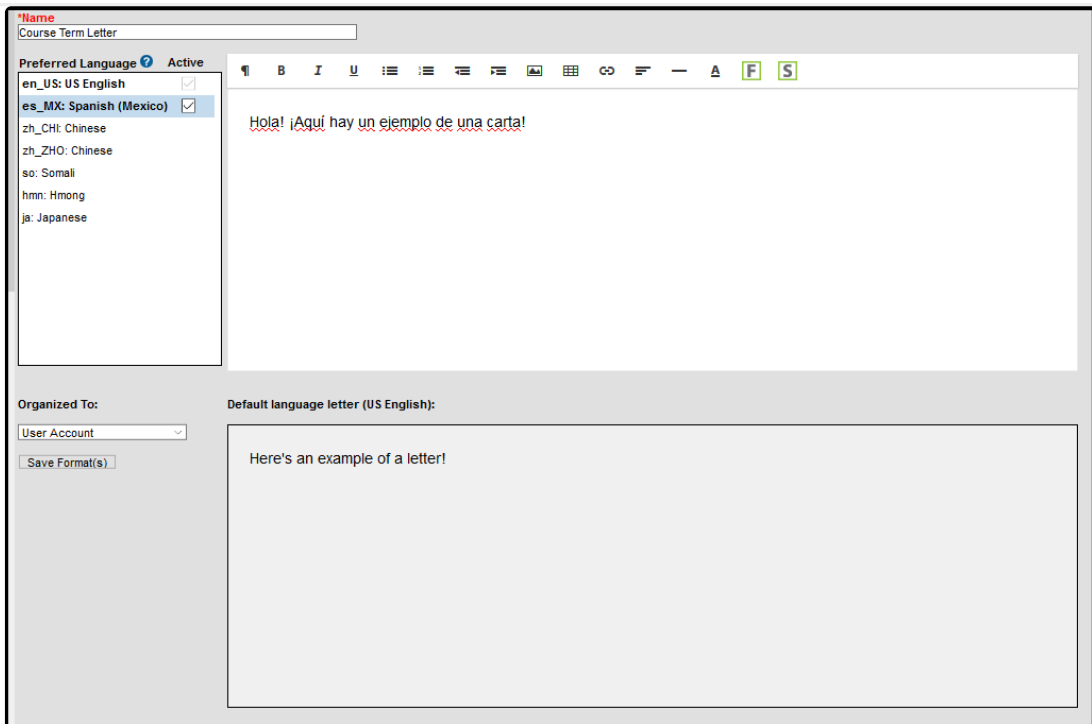 *Name
Course Term Letter
Preferred Language ? Active
en_US: US English
es_MX: Spanish (Mexico)
zh_CHI: Chinese
zh_ZHO: Chinese
so: Somali
hmn: Hmong
ja: Japanese
¶ B I U A F S
Hola! ¡Aquí hay un ejemplo de una carta!
Organized To:
User Account
Save Format(s)
Default language letter (US English):
Here's an example of a letter!